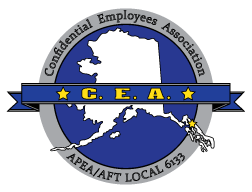 Confidential Employees Association
C. E. A.
APEA/AFT LOCAL 6133